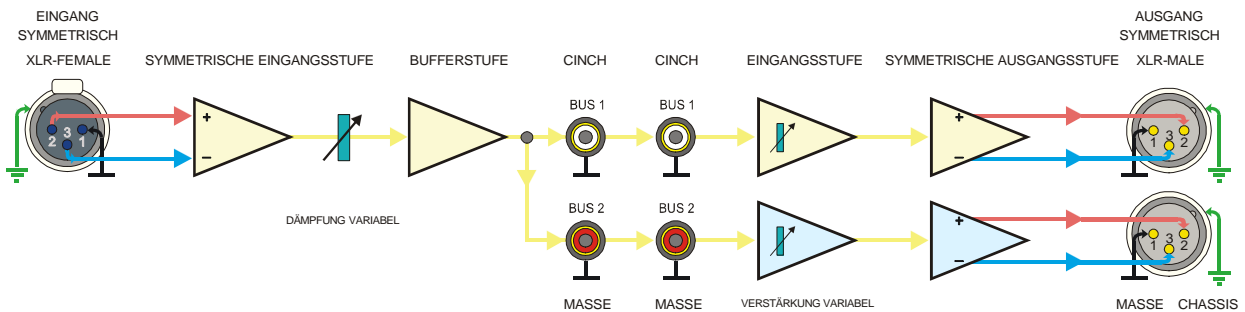 EINGANG
SYMMETRISCH
XLR-FEMALE
SYMMETRISCHE EINGANGSSTUFE
BUFFERSTUFE
CINCH
CINCH
EINGANGSSTUFE
SYMMETRISCHE AUSGANGSSTUFE
AUSGANG
SYMMETRISCH
XLR-MALE
2 3 1
+
−
BUS 1
BUS 1
+
−
1 3 2
DÄMPFUNG VARIABEL
BUS 2
BUS 2
+
−
1 3 2
MASSE
MASSE
VERSTÄRKUNG VARIABEL
MASSE
CHASSIS